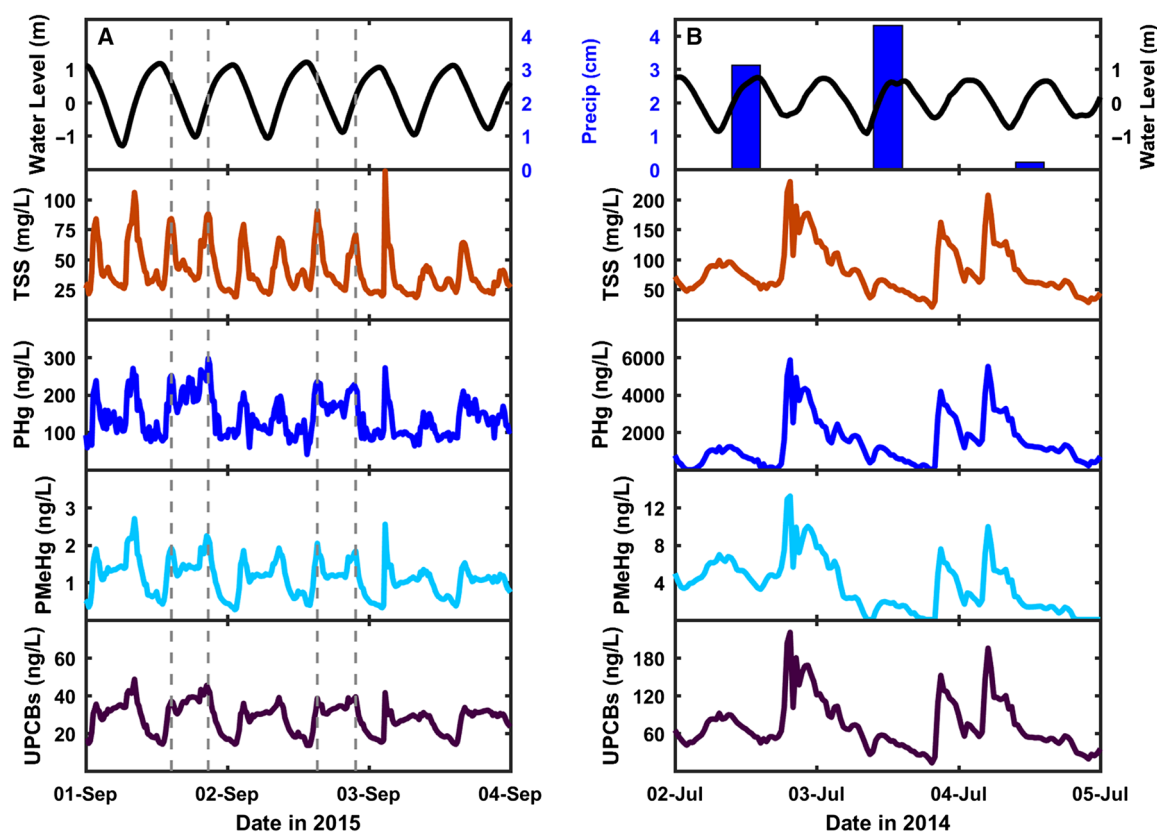 A
Water Level (m)
1
0
−1
4
3
2
1
0
TSS (mg/L)
100
75
50
25
PHg (ng/L)
300
200
100
PMeHg (ng/L)
3
2
1
UPCBs (ng/L)
60
40
20
01-Sep
02-Sep
03-Sep
04-Sep
Date in 2015
B
Precip (cm)
4
3
2
1
0
1
0
−1
Water Level (m)
TSS (mg/L)
200
150
100
50
PHg (ng/L)
6000
4000
2000
PMeHg (ng/L)
12
8
4
UPCBs (ng/L)
180
120
60
02-Jul
03-Jul
04-Jul
05-Jul
Date in 2014